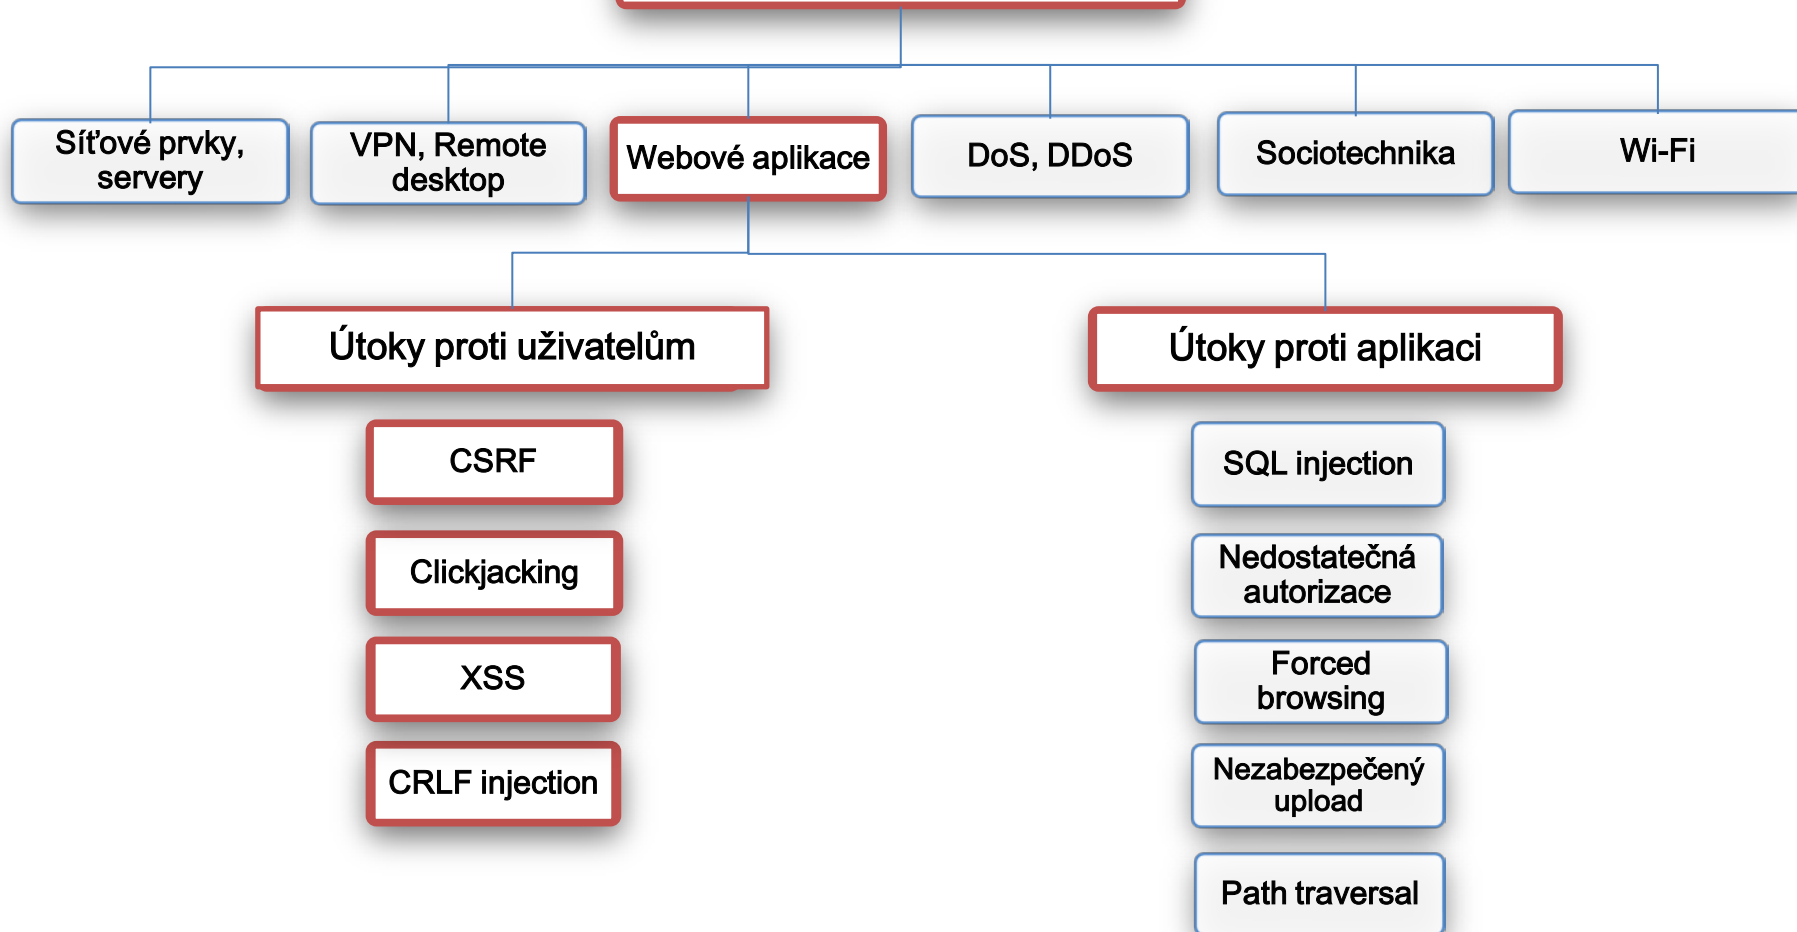 Síťové prvky,
servery
VPN, Remote
desktop
Webové aplikace
DoS, DDoS
Sociotechnika
Wi-Fi
Útoky proti uživatelům
Útoky proti aplikaci
CSRF
Clickjacking
XSS
CRLF injection
SQL injection
Nedostatečná
autorizace
Forced
browsing
Nezabezpečený
upload
Path traversal